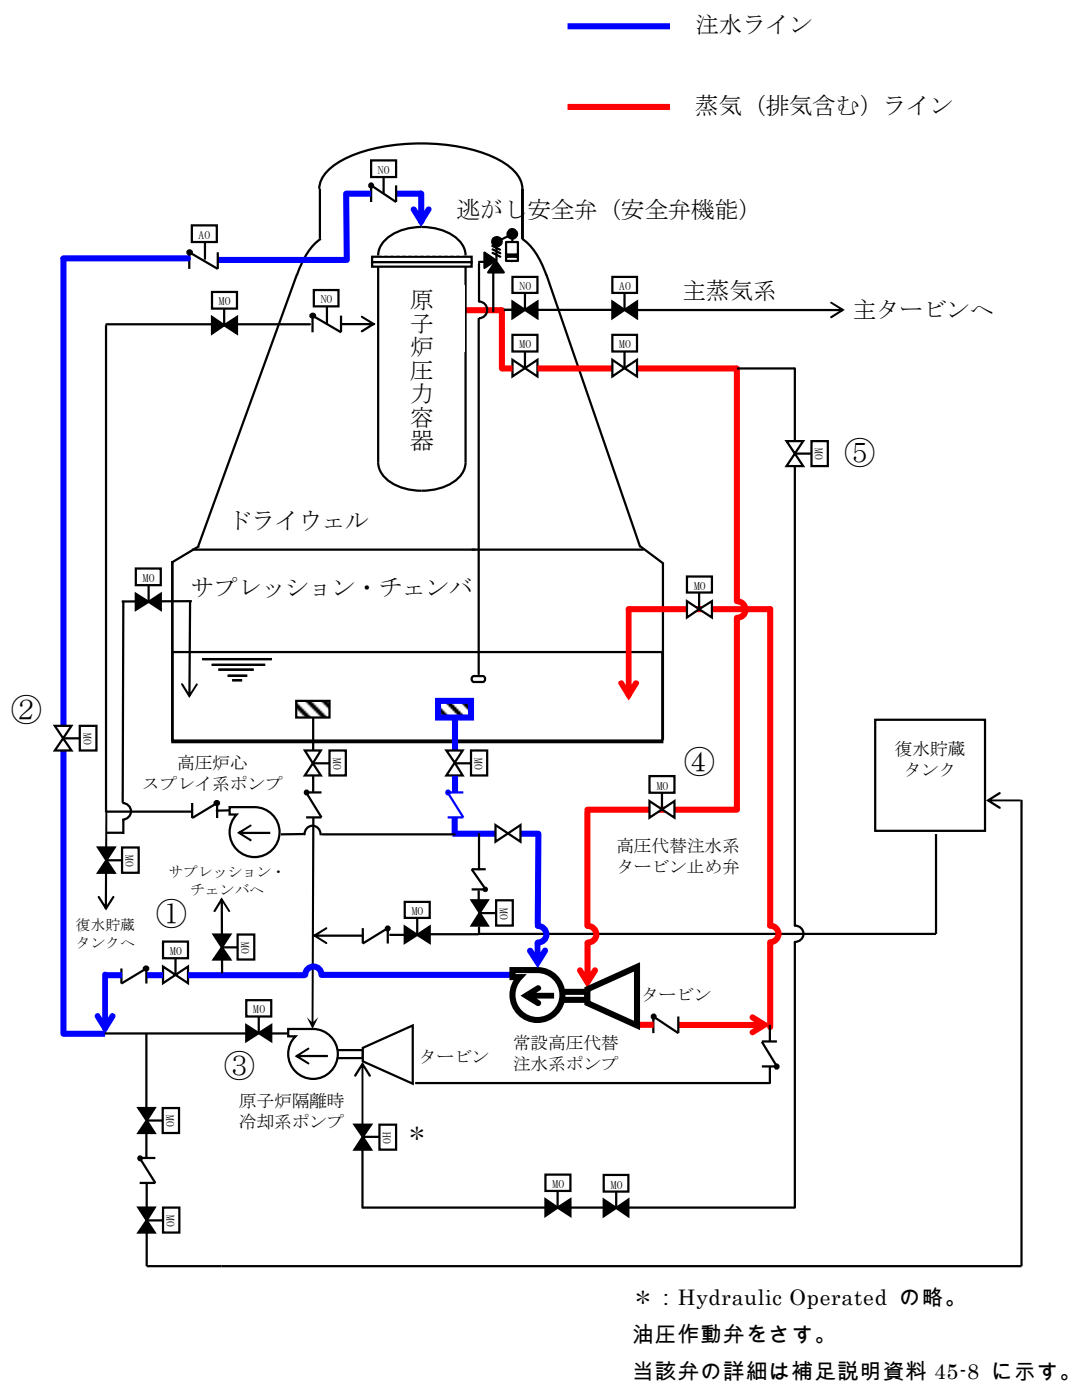 注水ライン
蒸気（排気含む）ライン
NO
逃がし安全弁（安全弁機能）
AO
MO
NO
NO
AO
主蒸気系
主タービンへ
原子炉圧力容器
MO
MO
MO
⑤
ドライウェル
サプレッション・チェンバ
MO
MO
②
MO
MO
MO
高圧炉心
スプレイ系ポンプ
④
MO
復水貯蔵
タンク
高圧代替注水系
タービン止め弁
MO
サプレッション・
チェンバへ
復水貯蔵
タンクへ
①
MO
MO
MO
MO
タービン
MO
③
タービン
常設高圧代替
注水系ポンプ
原子炉隔離時
冷却系ポンプ
MO
HO
＊
MO
MO
MO
＊：Hydraulic Operated の略。
油圧作動弁をさす。
当該弁の詳細は補足説明資料 45-8 に示す。